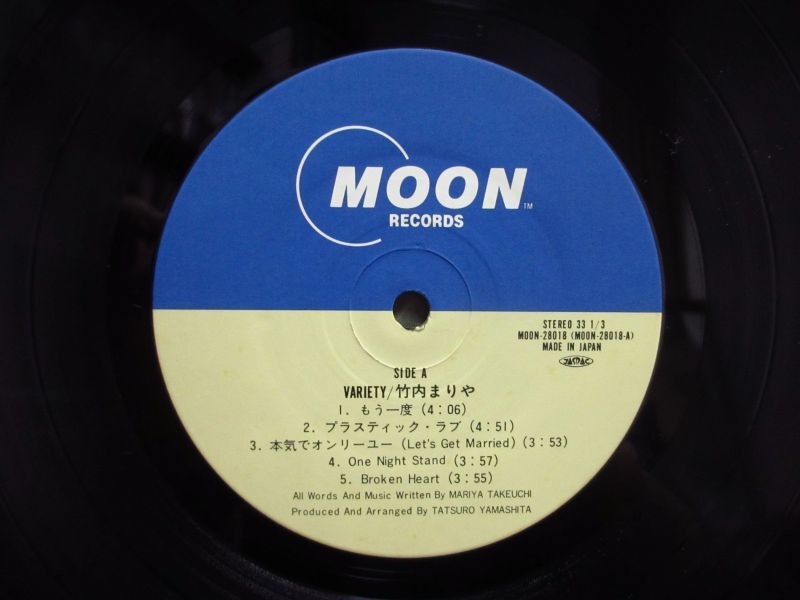 MOON™
RECORDS
STEREO 33 1/3
MOON-28018 (MOON-28018-A)
MADE IN JAPAN
JASRAC
SIDE A
VARIETY/竹内まりや
1. もう一度 (4:06)
2. プラスティック・ラブ (4:51)
3. 本気でオンリーユー (Let's Get Married) (3:53)
4. One Night Stand (3:57)
5. Broken Heart (3:55)
All Words And Music Written By MARIYA TAKEUCHI
Produced And Arranged By TATSURO YAMASHITA